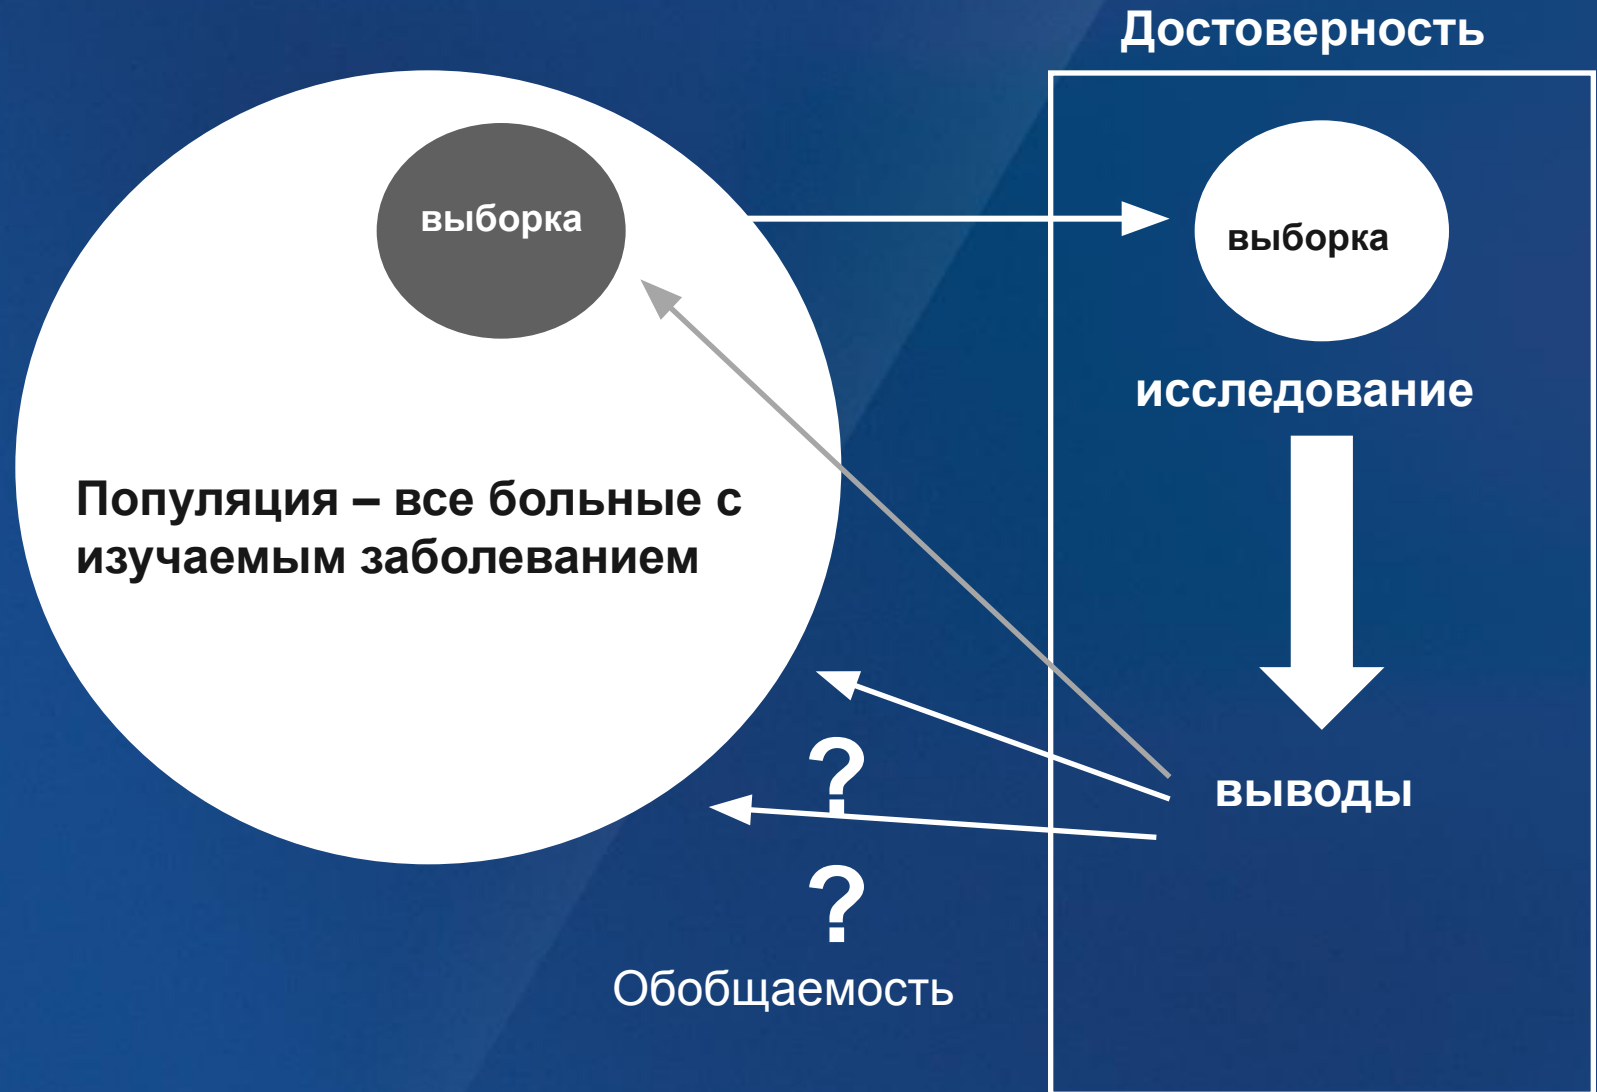 Достоверность
выборка
выборка
исследование
Популяция – все больные с
изучаемым заболеванием
?
выводы
?
Обобщаемость